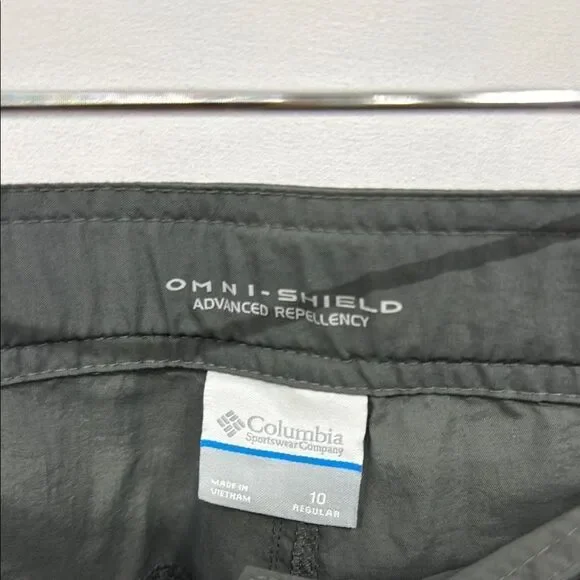 OMNI-SHIELD
ADVANCED REPELLENCY
Columbia
Sportswear Company
MADE IN
VIETNAM
10
REGULAR